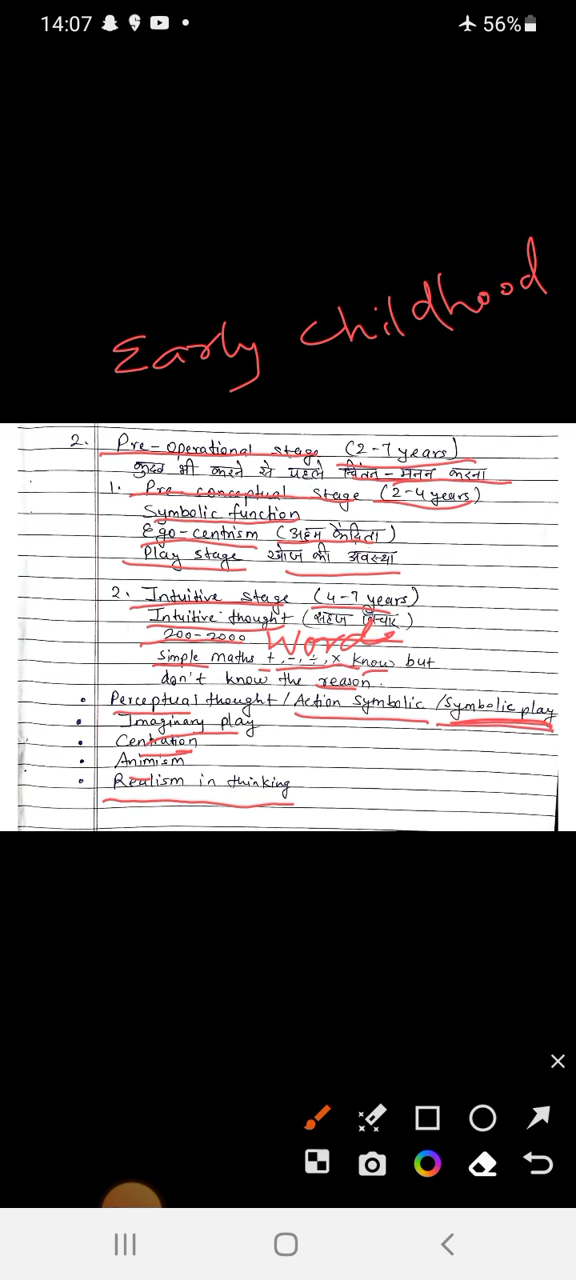 14:07
56%
Early childhood
2. Pre-operational stage (2-7 years)
कुछ भी करने से पहले चिंतन-मनन करना
1. Pre conceptual stage (2-4 years)
Symbolic function
Ego-centrism (अहम केंद्रिता)
Play stage खोज की अवस्था
2. Intuitive stage (4-7 years)
Intuitive thought (सहज विचार)
200-2000 Words
Simple maths +, -, ÷, × know but
don't know the reason.
• Perceptual thought / Action Symbolic / Symbolic play
• Imaginary play
• Centration
• Animism
• Realism in thinking